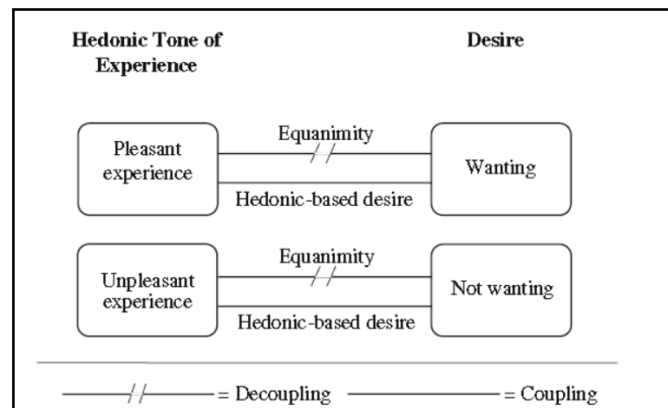 Hedonic Tone of
Experience
Desire
Equanimity
Pleasant
experience
Wanting
Hedonic-based desire
Equanimity
Unpleasant
experience
Not wanting
Hedonic-based desire
= Decoupling
= Coupling